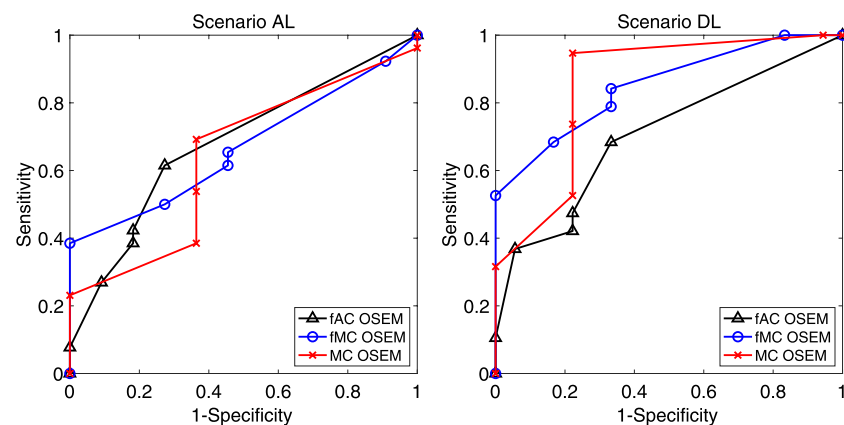 Scenario AL
Sensitivity
1
0.8
0.6
0.4
0.2
0
0
0.2
0.4
0.6
0.8
1
1-Specificity
fAC OSEM
fMC OSEM
MC OSEM
Scenario DL
Sensitivity
1
0.8
0.6
0.4
0.2
0
0
0.2
0.4
0.6
0.8
1
1-Specificity
fAC OSEM
fMC OSEM
MC OSEM